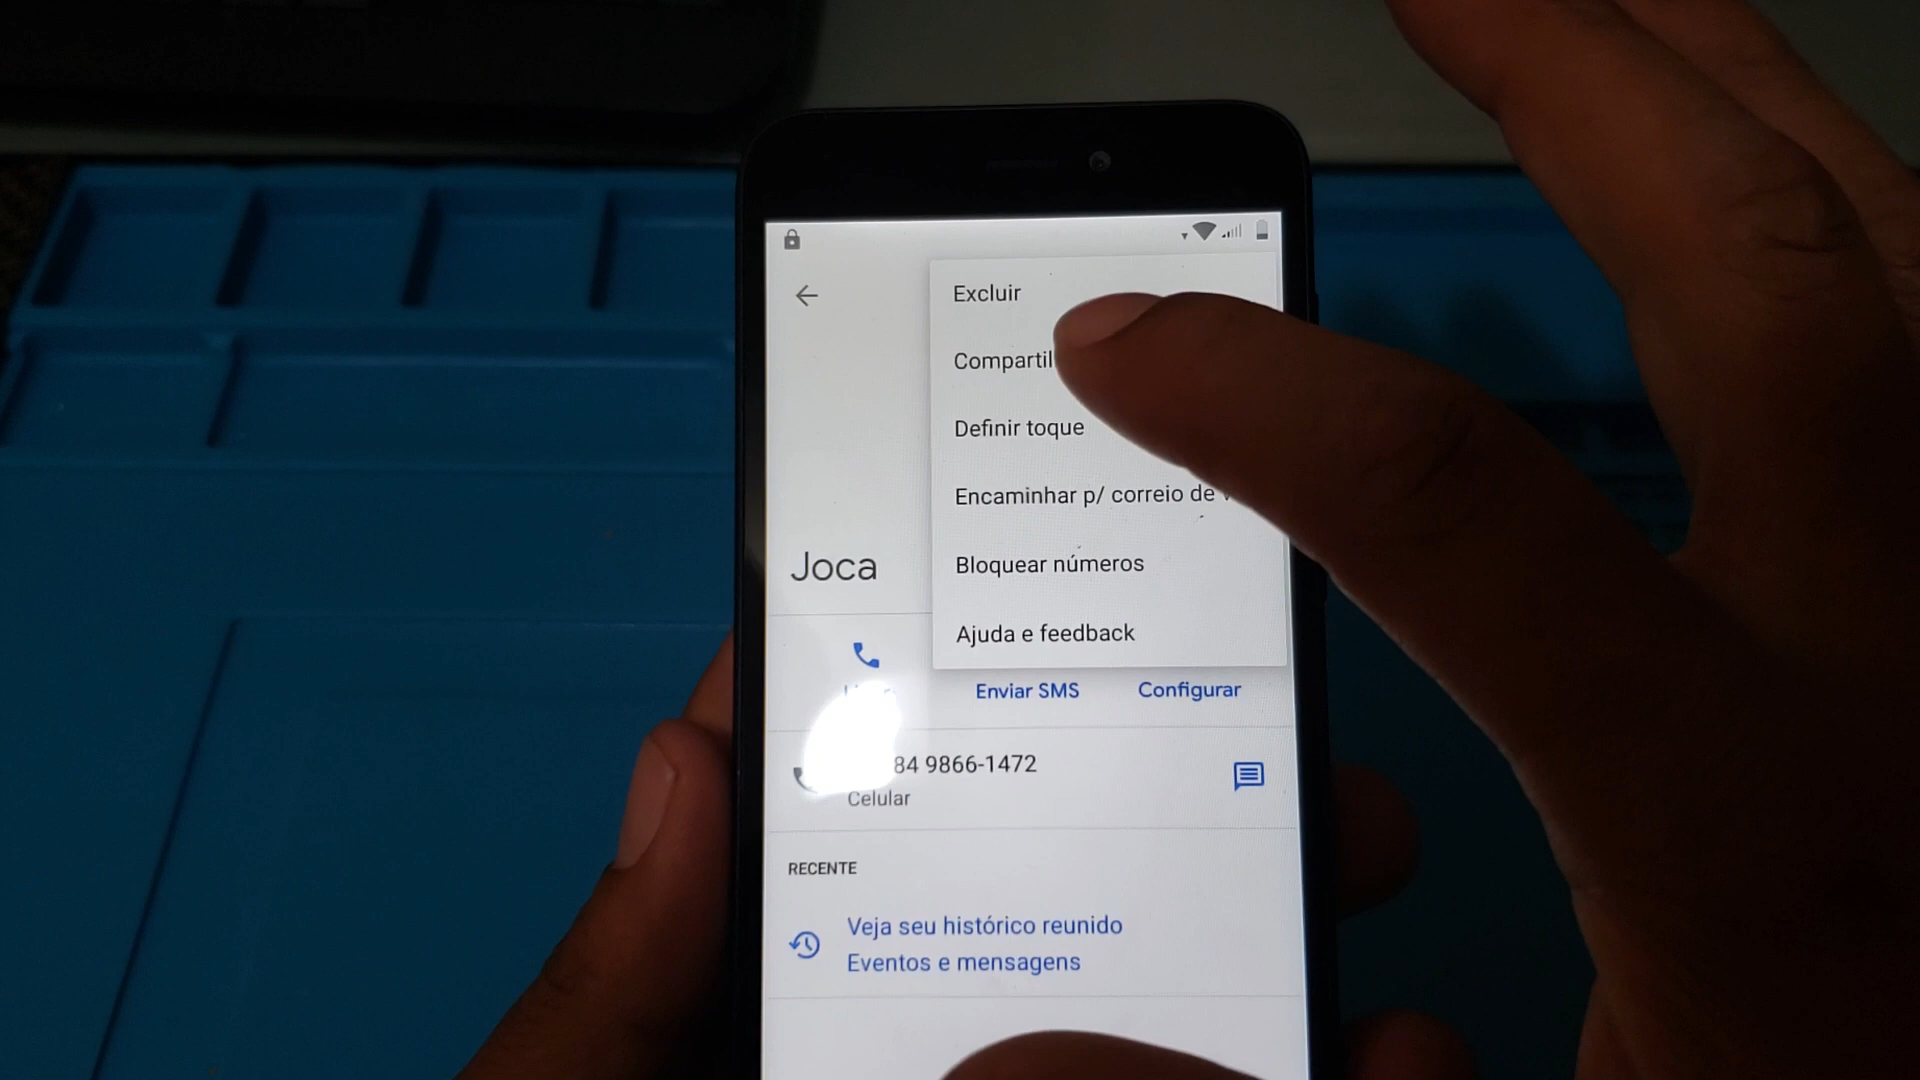 Excluir
Compartil
Definir toque
Encaminhar p/ correio de
Bloquear números
Joca
Ajuda e feedback
Enviar SMS
Configurar
84 9866-1472
Celular
RECENTE
Veja seu histórico reunido
Eventos e mensagens